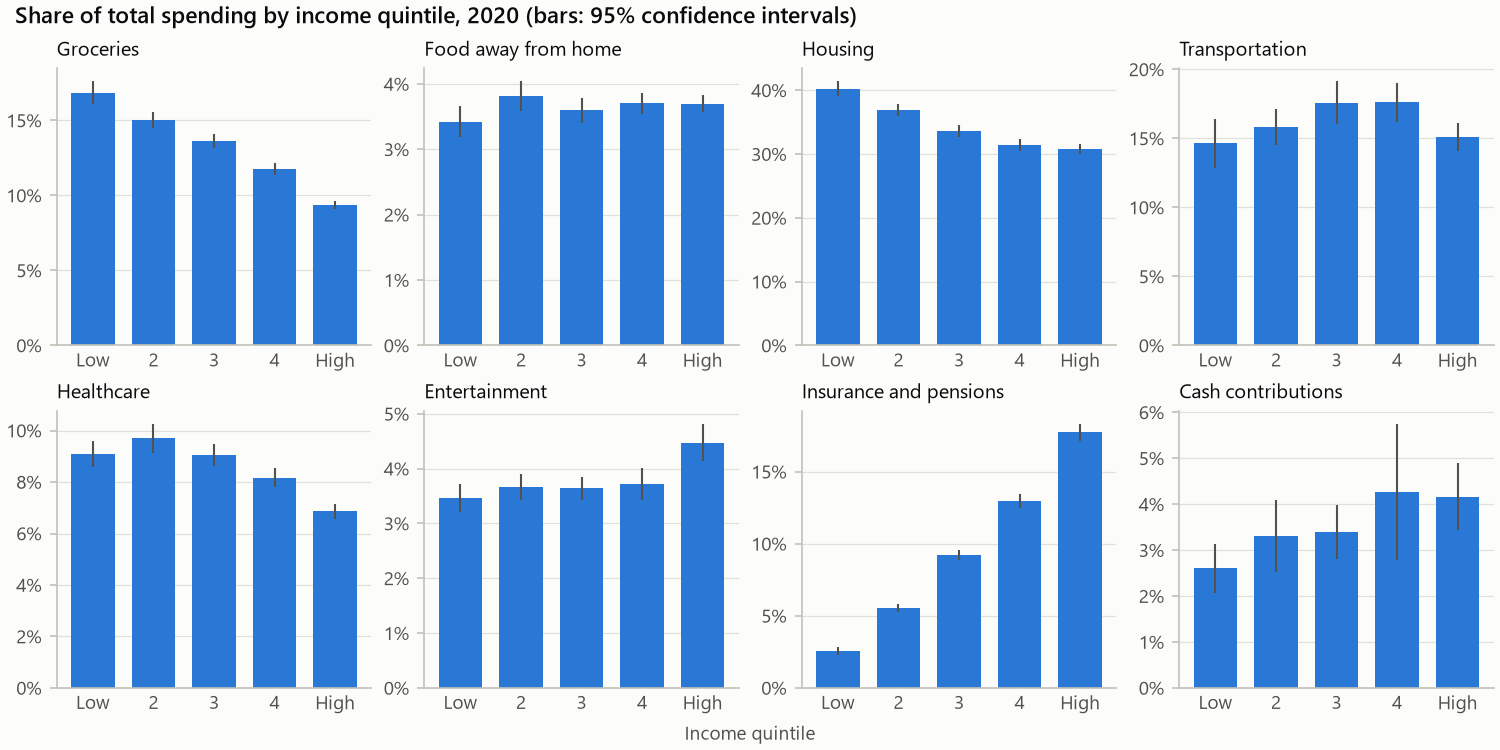 Share of total spending by income quintile, 2020 (bars: 95% confidence intervals)
Groceries
15%
10%
5%
0%
Low 2 3 4 High
Food away from home
4%
3%
2%
1%
0%
Low 2 3 4 High
Housing
40%
30%
20%
10%
0%
Low 2 3 4 High
Transportation
20%
15%
10%
5%
0%
Low 2 3 4 High
Healthcare
10%
8%
6%
4%
2%
0%
Low 2 3 4 High
Entertainment
5%
4%
3%
2%
1%
0%
Low 2 3 4 High
Insurance and pensions
15%
10%
5%
0%
Low 2 3 4 High
Cash contributions
6%
5%
4%
3%
2%
1%
0%
Low 2 3 4 High
Income quintile